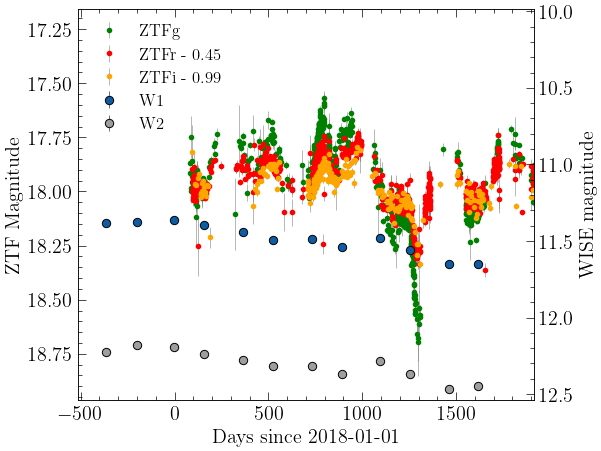 ZTFg
ZTFr - 0.45
ZTFi - 0.99
W1
W2
17.25
17.50
17.75
18.00
18.25
18.50
18.75
ZTF Magnitude
10.0
10.5
11.0
11.5
12.0
12.5
WISE magnitude
−500
0
500
1000
1500
Days since 2018-01-01